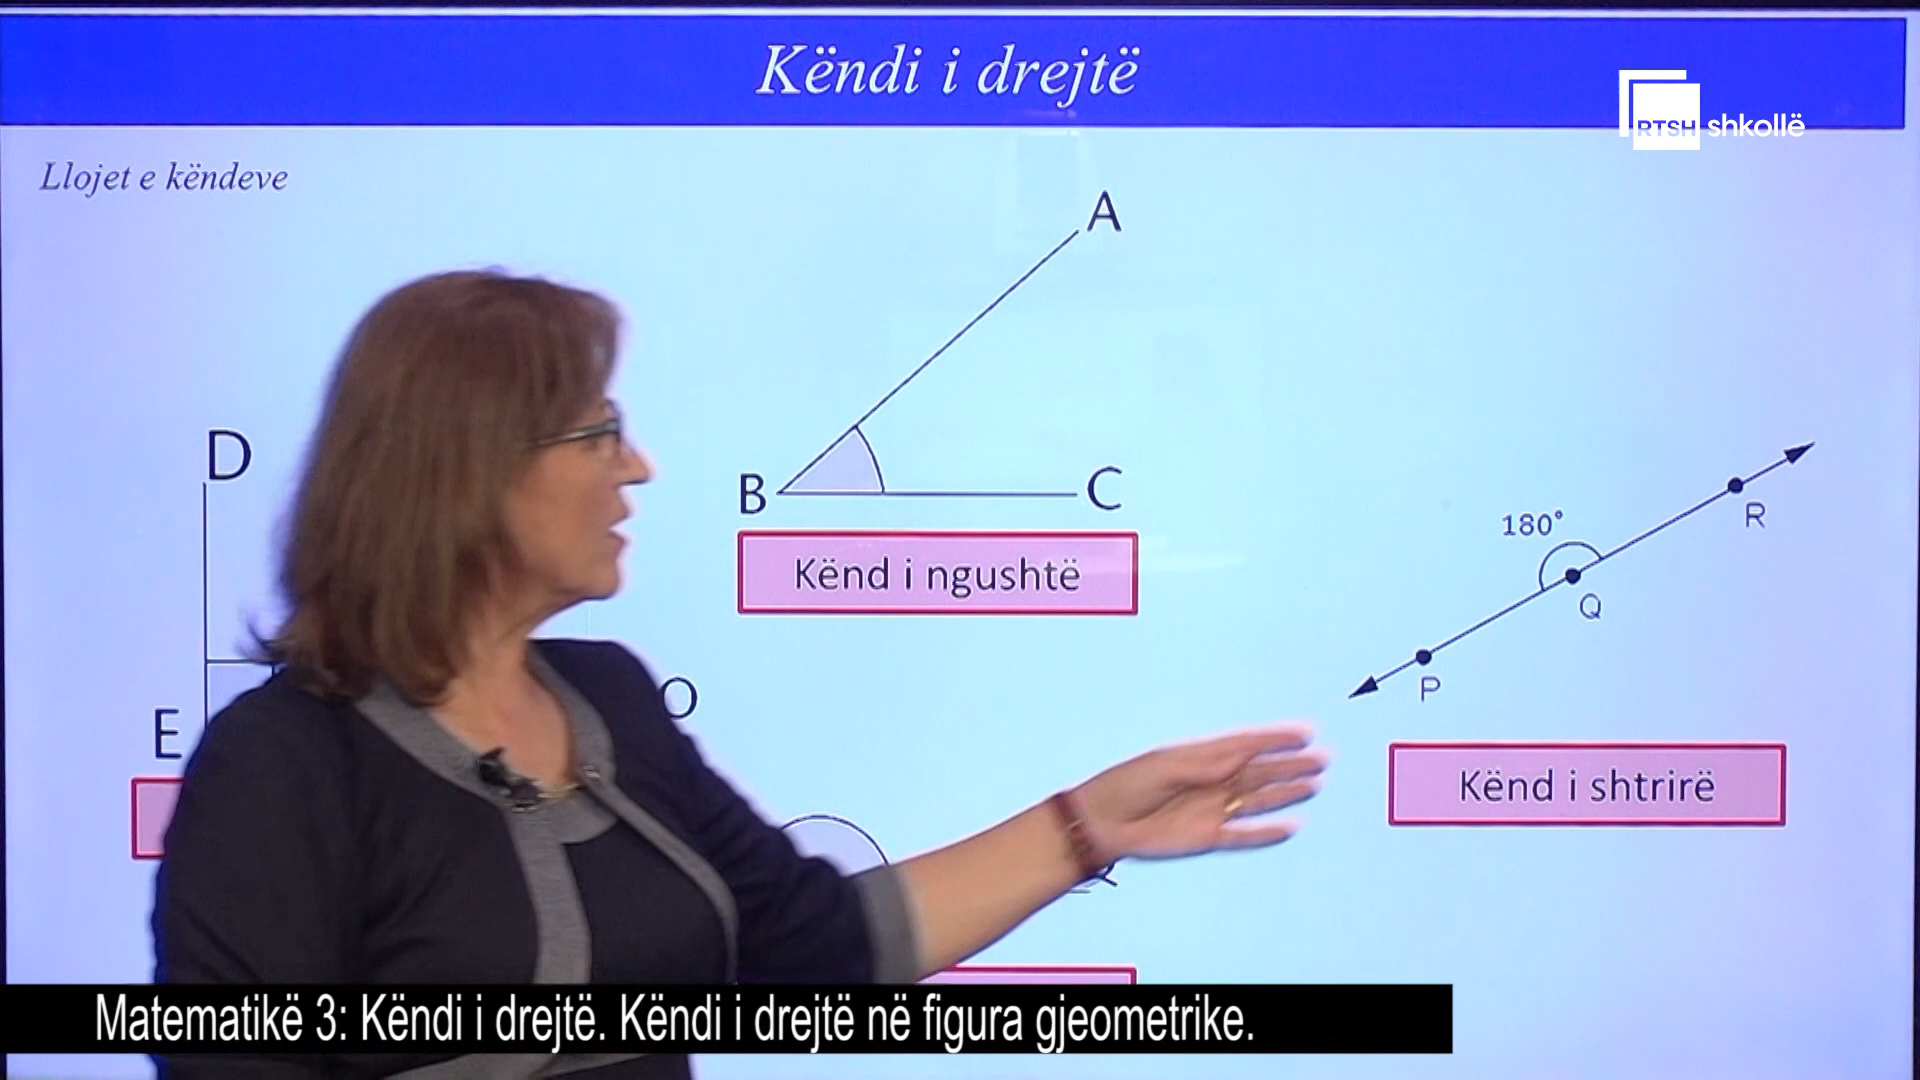 Këndi i drejtë
RTSH shkollë
Llojet e këndeve
A
D
B
C
Kënd i ngushtë
180°
R
Q
P
E
O
Kënd i shtrirë
Matematikë 3: Këndi i drejtë. Këndi i drejtë në figura gjeometrike.